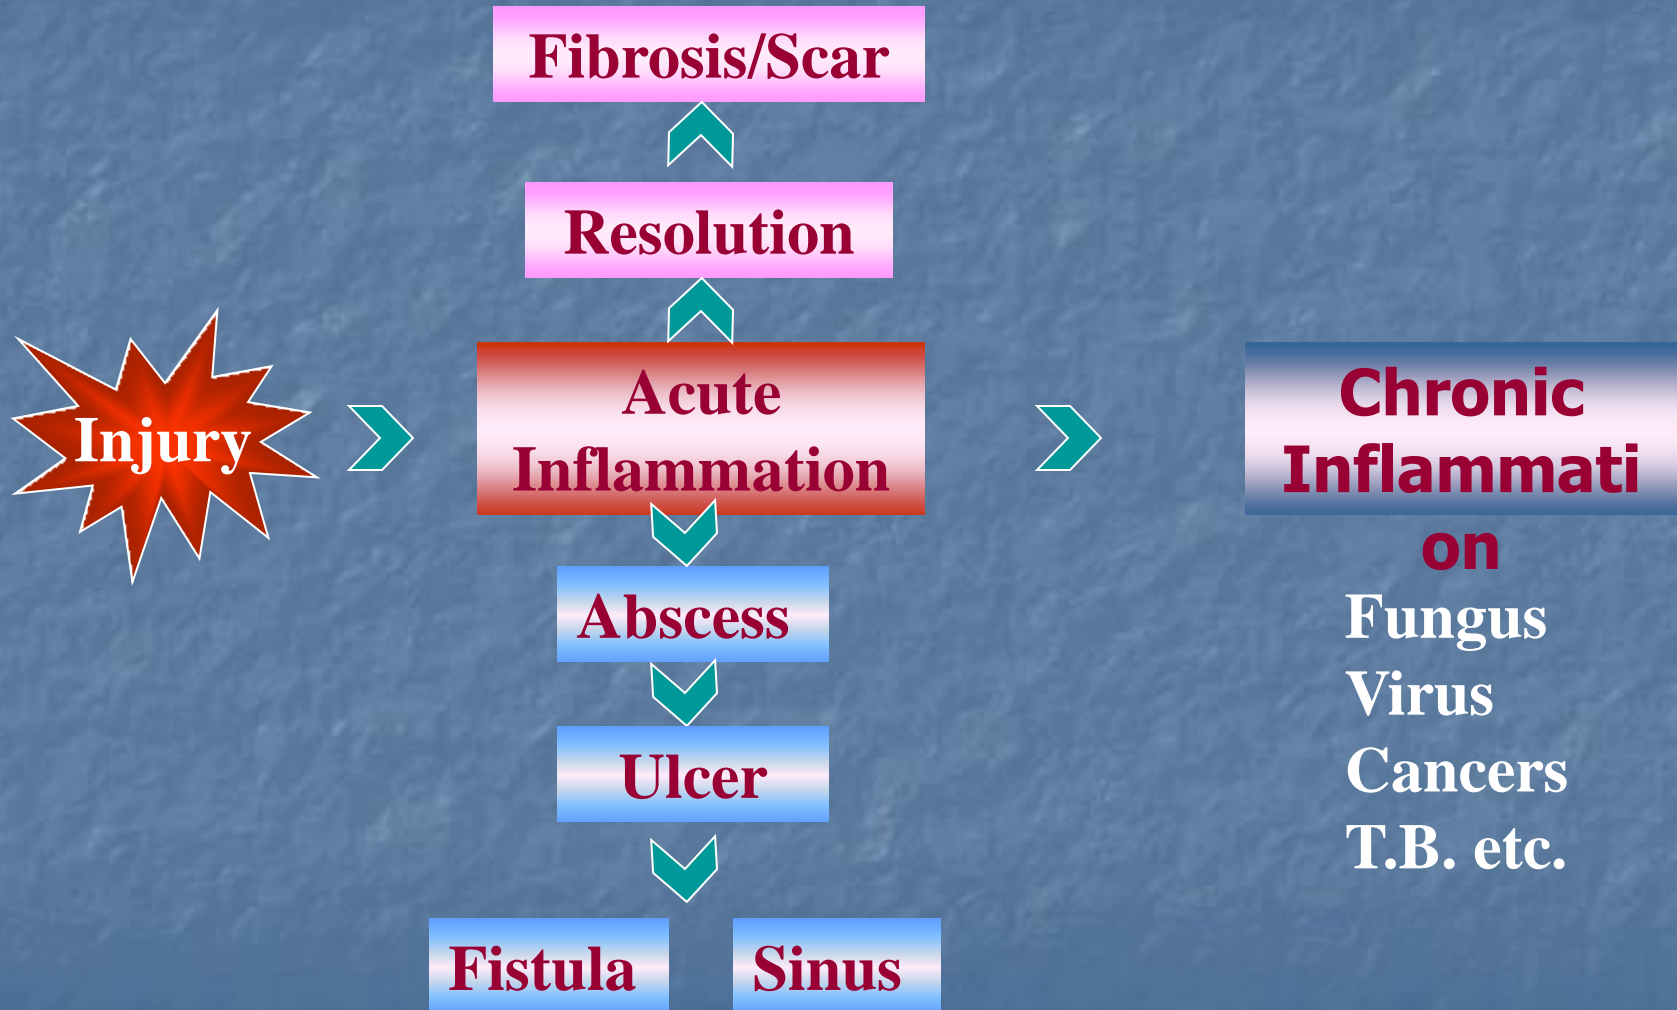 Fibrosis/Scar
Resolution
Injury
Acute
Inflammation
Chronic
Inflammati
on
Abscess
Ulcer
Fistula
Sinus
Fungus
Virus
Cancers
T.B. etc.